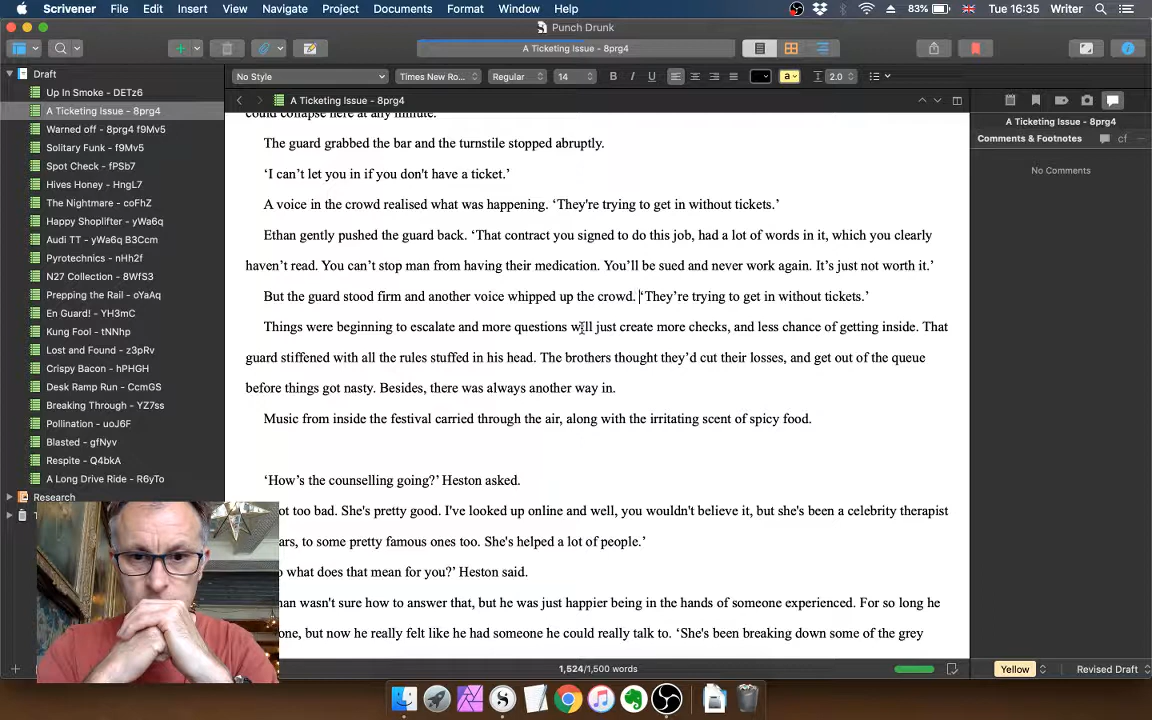 Scrivener File Edit Insert View Navigate Project Documents Format Window Help 83% Tue 16:35 Writer
Punch Drunk
A Ticketing Issue - 8prg4
No Style Times New Ro... Regular 14 B I U a 2.0
Draft
Up In Smoke - DETz6
A Ticketing Issue - 8prg4
Warned off - 8prg4 f9Mv5
Solitary Funk - f9Mv5
Spot Check - fPSb7
Hives Honey - HngL7
The Nightmare - coFhZ
Happy Shoplifter - yWa6q
Audi TT - yWa6q B3Ccm
Pyrotechnics - nHh2f
N27 Collection - 8WfS3
Prepping the Rail - oYaAq
En Guard! - YH3mC
Kung Fool - tNNhp
Lost and Found - z3pRv
Crispy Bacon - hPHGH
Desk Ramp Run - CcmGS
Breaking Through - YZ7ss
Pollination - uoJ6F
Blasted - gfNyv
Respite - Q4bkA
A Long Drive Ride - R6yTo
Research
T
A Ticketing Issue - 8prg4
could collapse here at any minute.
The guard grabbed the bar and the turnstile stopped abruptly.
‘I can’t let you in if you don't have a ticket.’
A voice in the crowd realised what was happening. ‘They're trying to get in without tickets.’
Ethan gently pushed the guard back. ‘That contract you signed to do this job, had a lot of words in it, which you clearly
haven’t read. You can’t stop man from having their medication. You’ll be sued and never work again. It’s just not worth it.’
But the guard stood firm and another voice whipped up the crowd. ‘They’re trying to get in without tickets.’
Things were beginning to escalate and more questions will just create more checks, and less chance of getting inside. That
guard stiffened with all the rules stuffed in his head. The brothers thought they’d cut their losses, and get out of the queue
before things got nasty. Besides, there was always another way in.
Music from inside the festival carried through the air, along with the irritating scent of spicy food.
‘How’s the counselling going?’ Heston asked.
ot too bad. She's pretty good. I've looked up online and well, you wouldn't believe it, but she's been a celebrity therapist
ars, to some pretty famous ones too. She's helped a lot of people.’
o what does that mean for you?’ Heston said.
an wasn't sure how to answer that, but he was just happier being in the hands of someone experienced. For so long he
one, but now he really felt like he had someone he could really talk to. ‘She's been breaking down some of the grey
1,524/1,500 words
A Ticketing Issue - 8prg4
Comments & Footnotes cf
No Comments
Yellow Revised Draft